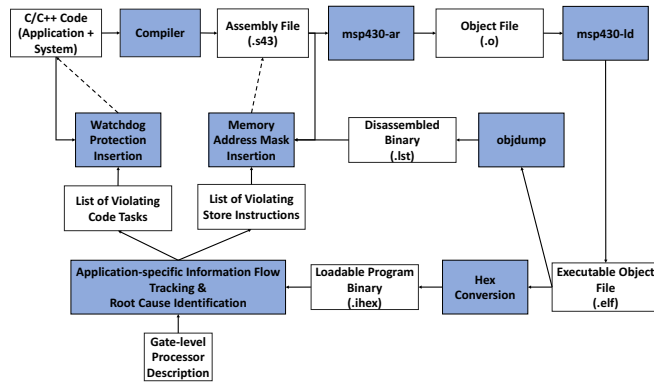 C/C++ Code
(Application +
System)
Compiler
Assembly File
(.s43)
msp430-ar
Object File
(.o)
msp430-ld
Watchdog
Protection
Insertion
Memory
Address Mask
Insertion
Disassembled
Binary
(.lst)
objdump
List of Violating
Code Tasks
List of Violating
Store Instructions
Application-specific Information Flow
Tracking &
Root Cause Identification
Loadable Program
Binary
(.ihex)
Hex
Conversion
Executable Object
File
(.elf)
Gate-level
Processor
Description